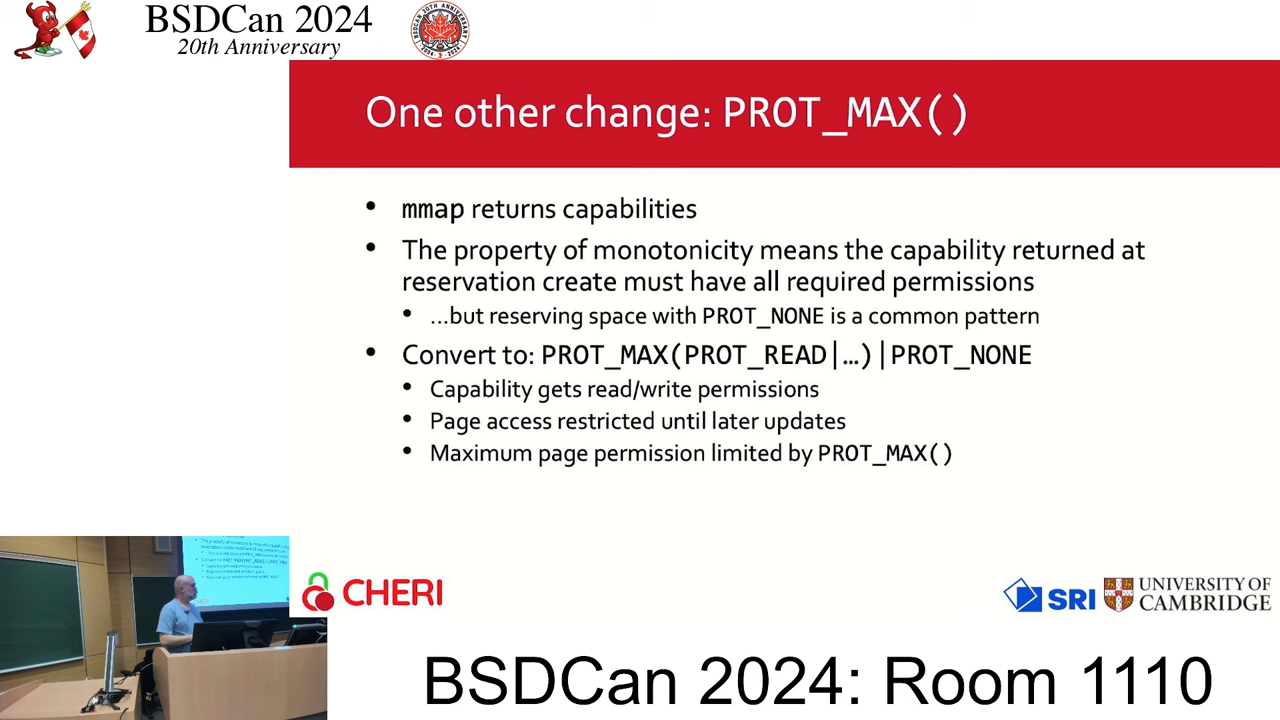 BSDCan 2024
20th Anniversary
One other change: PROT_MAX()
• mmap returns capabilities
• The property of monotonicity means the capability returned at
reservation create must have all required permissions
• …but reserving space with PROT_NONE is a common pattern
• Convert to: PROT_MAX(PROT_READ|…)|PROT_NONE
• Capability gets read/write permissions
• Page access restricted until later updates
• Maximum page permission limited by PROT_MAX()
CHERI
SRI
UNIVERSITY OF
CAMBRIDGE
BSDCan 2024: Room 1110